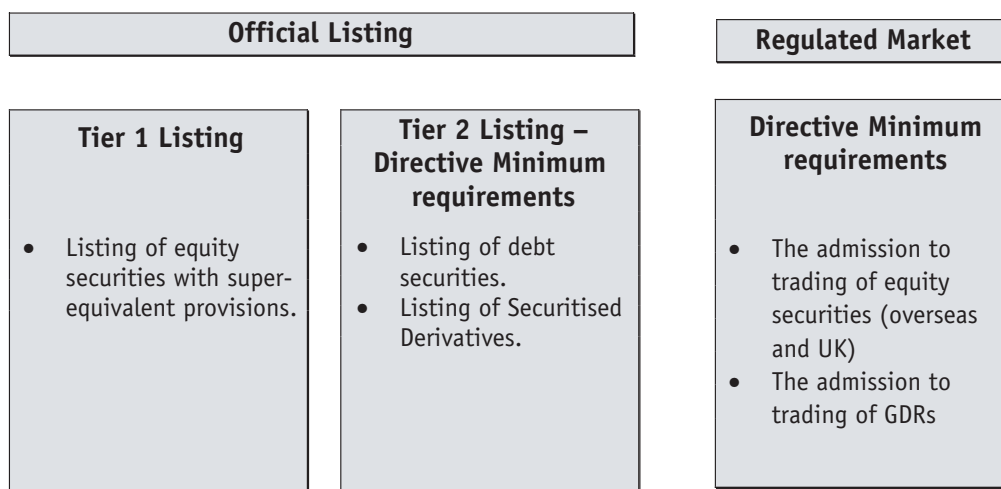 Official Listing
Regulated Market
Tier 1 Listing
• Listing of equity
securities with super-
equivalent provisions.
Tier 2 Listing –
Directive Minimum
requirements
• Listing of debt
securities.
• Listing of Securitised
Derivatives.
Directive Minimum
requirements
• The admission to
trading of equity
securities (overseas
and UK)
• The admission to
trading of GDRs